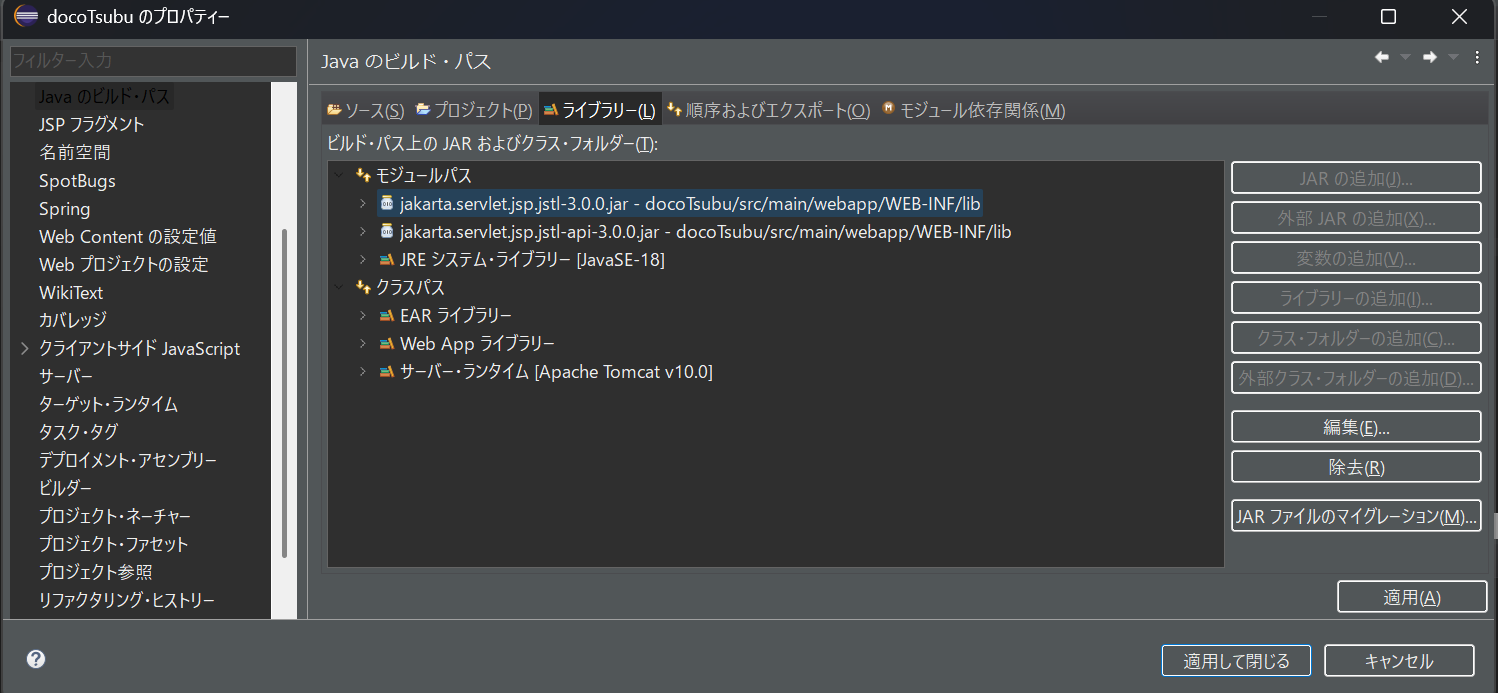 docoTsubu のプロパティー
フィルター入力
Java のビルド・パス
JSP フラグメント
名前空間
SpotBugs
Spring
Web Content の設定値
Web プロジェクトの設定
WikiText
カバレッジ
クライアントサイド JavaScript
サーバー
ターゲット・ランタイム
タスク・タグ
デプロイメント・アセンブリー
ビルダー
プロジェクト・ネーチャー
プロジェクト・ファセット
プロジェクト参照
リファクタリング・ヒストリー
Java のビルド・パス
ソース(S) プロジェクト(P) ライブラリー(L) 順序およびエクスポート(O) モジュール依存関係(M)
ビルド・パス上の JAR およびクラス・フォルダー(T):
モジュールパス
jakarta.servlet.jsp.jstl-3.0.0.jar - docoTsubu/src/main/webapp/WEB-INF/lib
jakarta.servlet.jsp.jstl-api-3.0.0.jar - docoTsubu/src/main/webapp/WEB-INF/lib
JRE システム・ライブラリー [JavaSE-18]
クラスパス
EAR ライブラリー
Web App ライブラリー
サーバー・ランタイム [Apache Tomcat v10.0]
JAR の追加(J)...
外部 JAR の追加(X)...
変数の追加(V)...
ライブラリーの追加(I)...
クラス・フォルダーの追加(C)...
外部クラス・フォルダーの追加(D)...
編集(E)...
除去(R)
JAR ファイルのマイグレーション(M)...
適用(A)
適用して閉じる
キャンセル